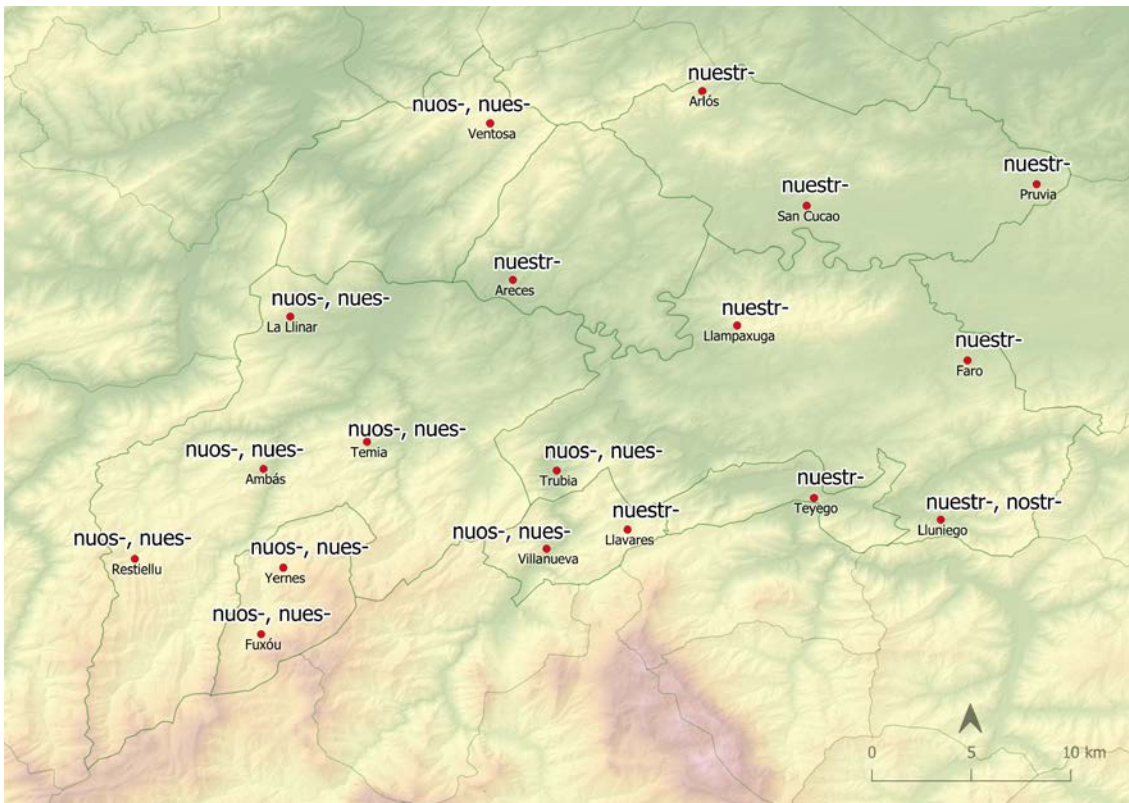 nuestr-
Arlós
nuos-, nues-
Ventosa
nuestr-
Pruvia
nuestr-
San Cucao
nuestr-
Areces
nuos-, nues-
La Llinar
nuestr-
Llampaxuga
nuestr-
Faro
nuos-, nues-
Temia
nuos-, nues-
Ambás
nuos-, nues-
Trubia
nuestr-
Teyego
nuestr-, nostr-
Lluniego
nuestr-
Llavares
nuos-, nues-
Villanueva
nuos-, nues-
Restiellu
nuos-, nues-
Yernes
nuos-, nues-
Fuxóu
0 5 10 km